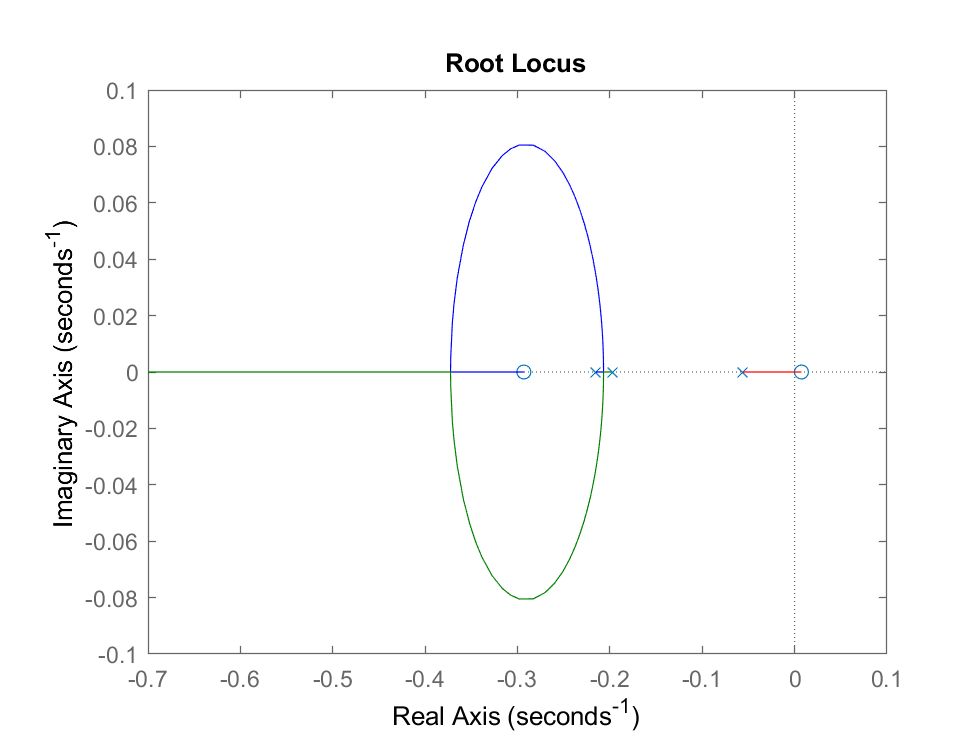 Root Locus
0.1
0.08
0.06
0.04
0.02
0
-0.02
-0.04
-0.06
-0.08
-0.1
Imaginary Axis (seconds⁻¹)
-0.7 -0.6 -0.5 -0.4 -0.3 -0.2 -0.1 0 0.1
Real Axis (seconds⁻¹)